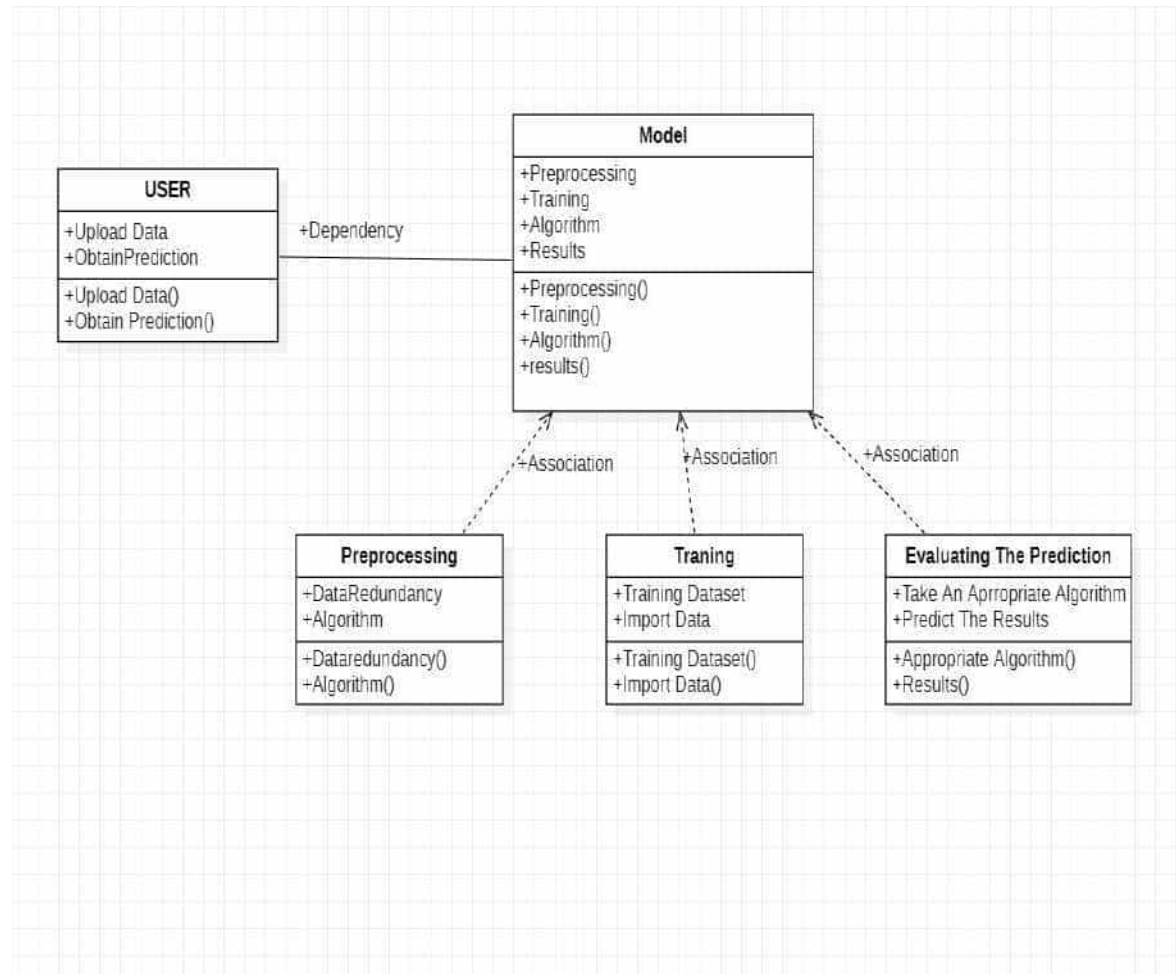 Model
+Preprocessing
+Training
+Algorithm
+Results
+Preprocessing()
+Training()
+Algorithm()
+results()
USER
+Upload Data
+ObtainPrediction
+Upload Data()
+Obtain Prediction()
+Dependency
+Association
+Association
+Association
Preprocessing
+DataRedundancy
+Algorithm
+Dataredundancy()
+Algorithm()
Traning
+Training Dataset
+Import Data
+Training Dataset()
+Import Data()
Evaluating The Prediction
+Take An Aprropriate Algorithm
+Predict The Results
+Appropriate Algorithm()
+Results()